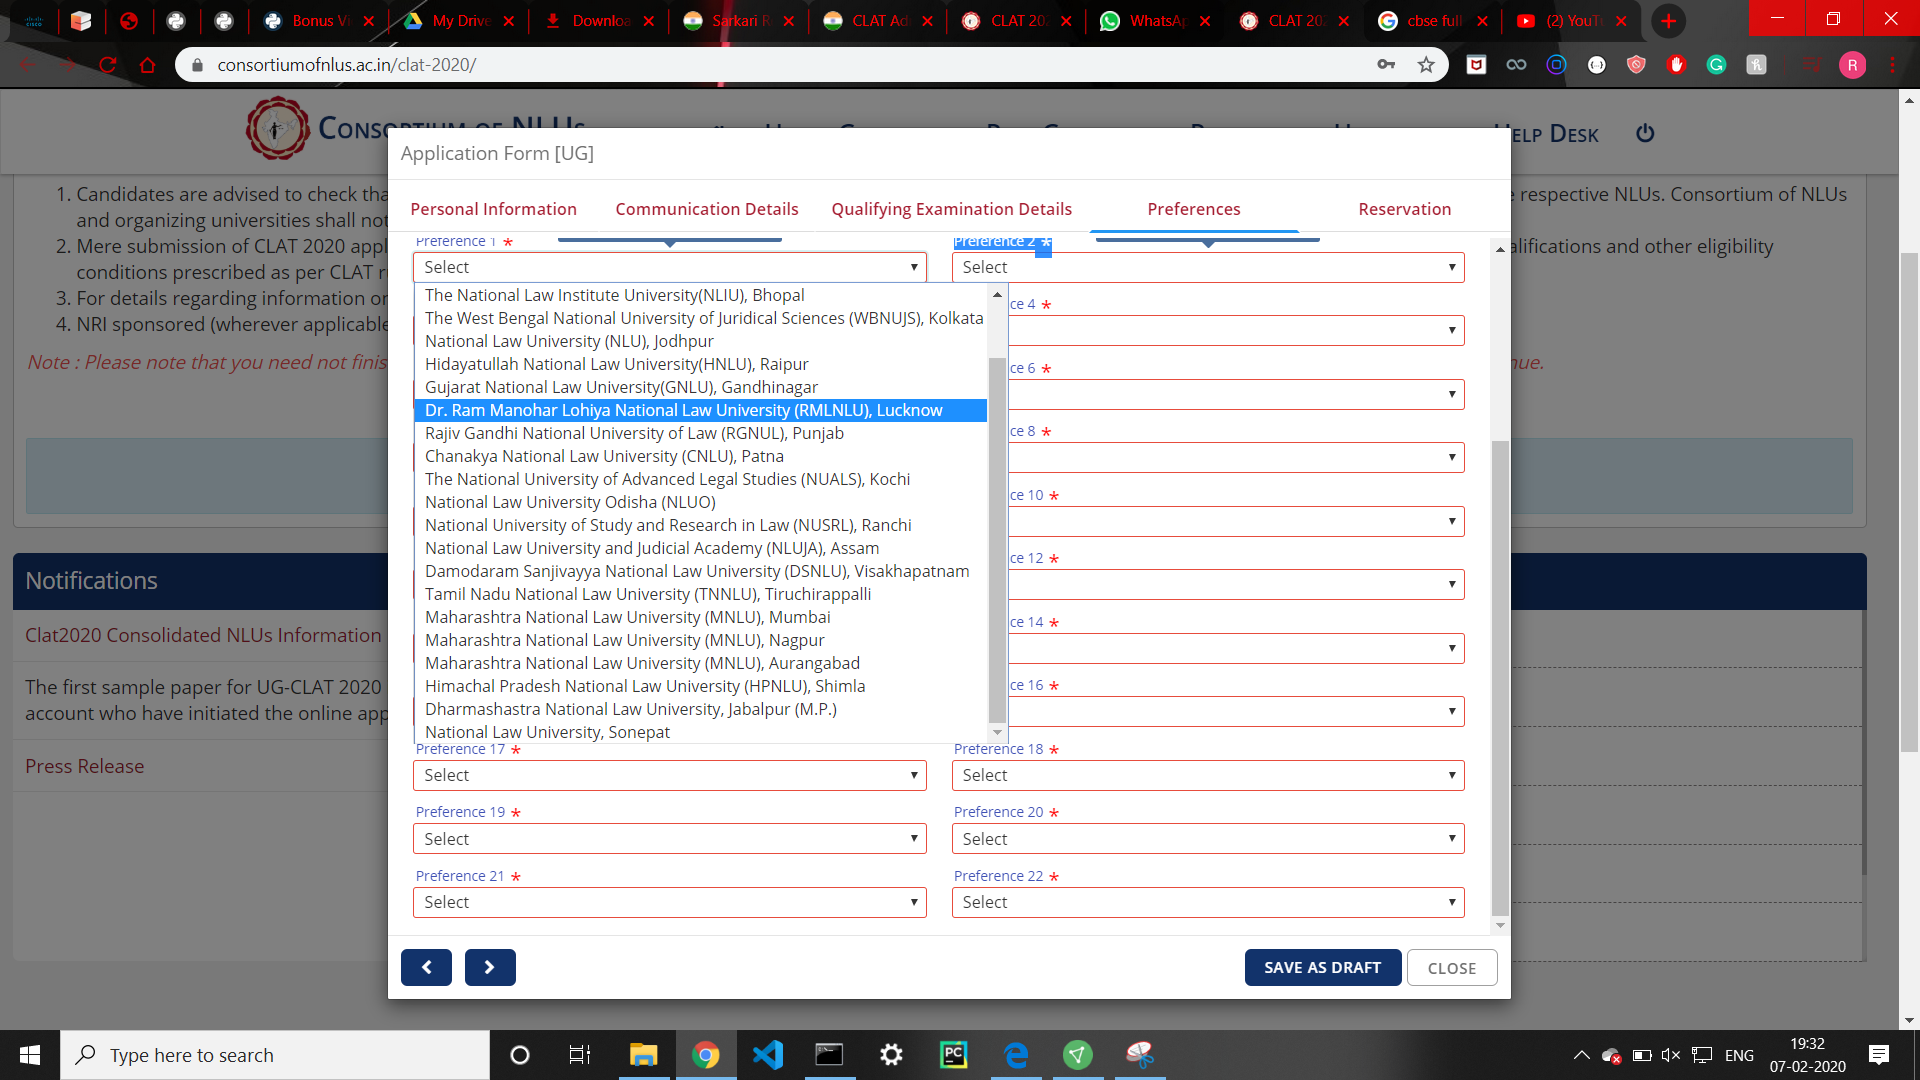 Bonus Vi
My Drive
Downloa
Sarkari R
CLAT Ad
CLAT 202
WhatsAp
CLAT 202
cbse full
(2) YouT
consortiumofnlus.ac.in/clat-2020/
R
CONSORTIUM OF NLUS
HELP DESK
Application Form [UG]
Personal Information
Communication Details
Qualifying Examination Details
Preferences
Reservation
1. Candidates are advised to check tha
e respective NLUs. Consortium of NLUs
and organizing universities shall not
2. Mere submission of CLAT 2020 appl
alifications and other eligibility
conditions prescribed as per CLAT r
3. For details regarding information or
4. NRI sponsored (wherever applicable
Note : Please note that you need not finis
nue.
Preference 1 *
Preference 2 *
Select
Select
The National Law Institute University(NLIU), Bhopal
The West Bengal National University of Juridical Sciences (WBNUJS), Kolkata
National Law University (NLU), Jodhpur
Hidayatullah National Law University(HNLU), Raipur
Gujarat National Law University(GNLU), Gandhinagar
Dr. Ram Manohar Lohiya National Law University (RMLNLU), Lucknow
Rajiv Gandhi National University of Law (RGNUL), Punjab
Chanakya National Law University (CNLU), Patna
The National University of Advanced Legal Studies (NUALS), Kochi
National Law University Odisha (NLUO)
National University of Study and Research in Law (NUSRL), Ranchi
National Law University and Judicial Academy (NLUJA), Assam
Damodaram Sanjivayya National Law University (DSNLU), Visakhapatnam
Tamil Nadu National Law University (TNNLU), Tiruchirappalli
Maharashtra National Law University (MNLU), Mumbai
Maharashtra National Law University (MNLU), Nagpur
Maharashtra National Law University (MNLU), Aurangabad
Himachal Pradesh National Law University (HPNLU), Shimla
Dharmashastra National Law University, Jabalpur (M.P.)
National Law University, Sonepat
ce 4 *
ce 6 *
ce 8 *
ce 10 *
ce 12 *
ce 14 *
ce 16 *
Preference 17 *
Preference 18 *
Select
Select
Preference 19 *
Preference 20 *
Select
Select
Preference 21 *
Preference 22 *
Select
Select
SAVE AS DRAFT
CLOSE
Notifications
Clat2020 Consolidated NLUs Information
The first sample paper for UG-CLAT 2020
account who have initiated the online app
Press Release
Type here to search
PC
ENG
19:32
07-02-2020